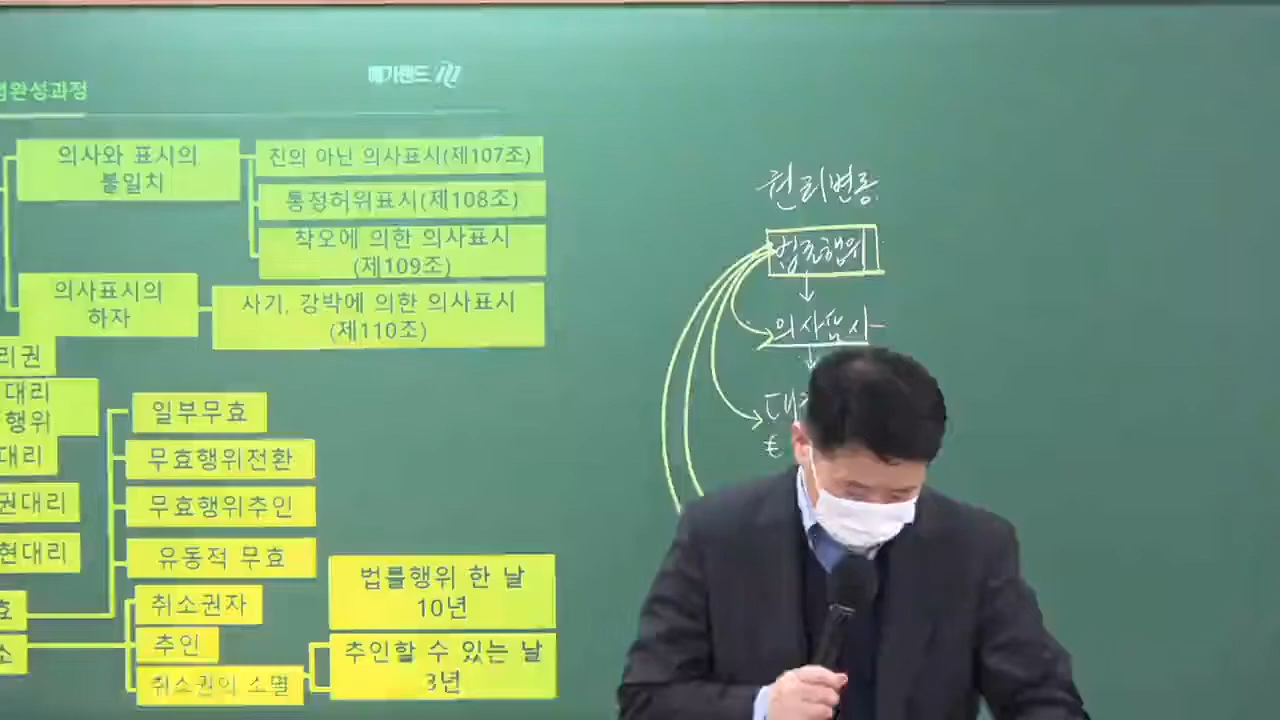 메가랜드
완성과정
의사와 표시의
불일치
진의 아닌 의사표시(제107조)
통정허위표시(제108조)
착오에 의한 의사표시
(제109조)
의사표시의
하자
사기, 강박에 의한 의사표시
(제110조)
리권
대리
행위
대리
권대리
현대리
일부무효
무효행위전환
무효행위추인
유동적 무효
효
소
취소권자
추인
취소권의 소멸
법률행위 한 날
10년
추인할 수 있는 날
3년
권리변동
법률행위
의사표시